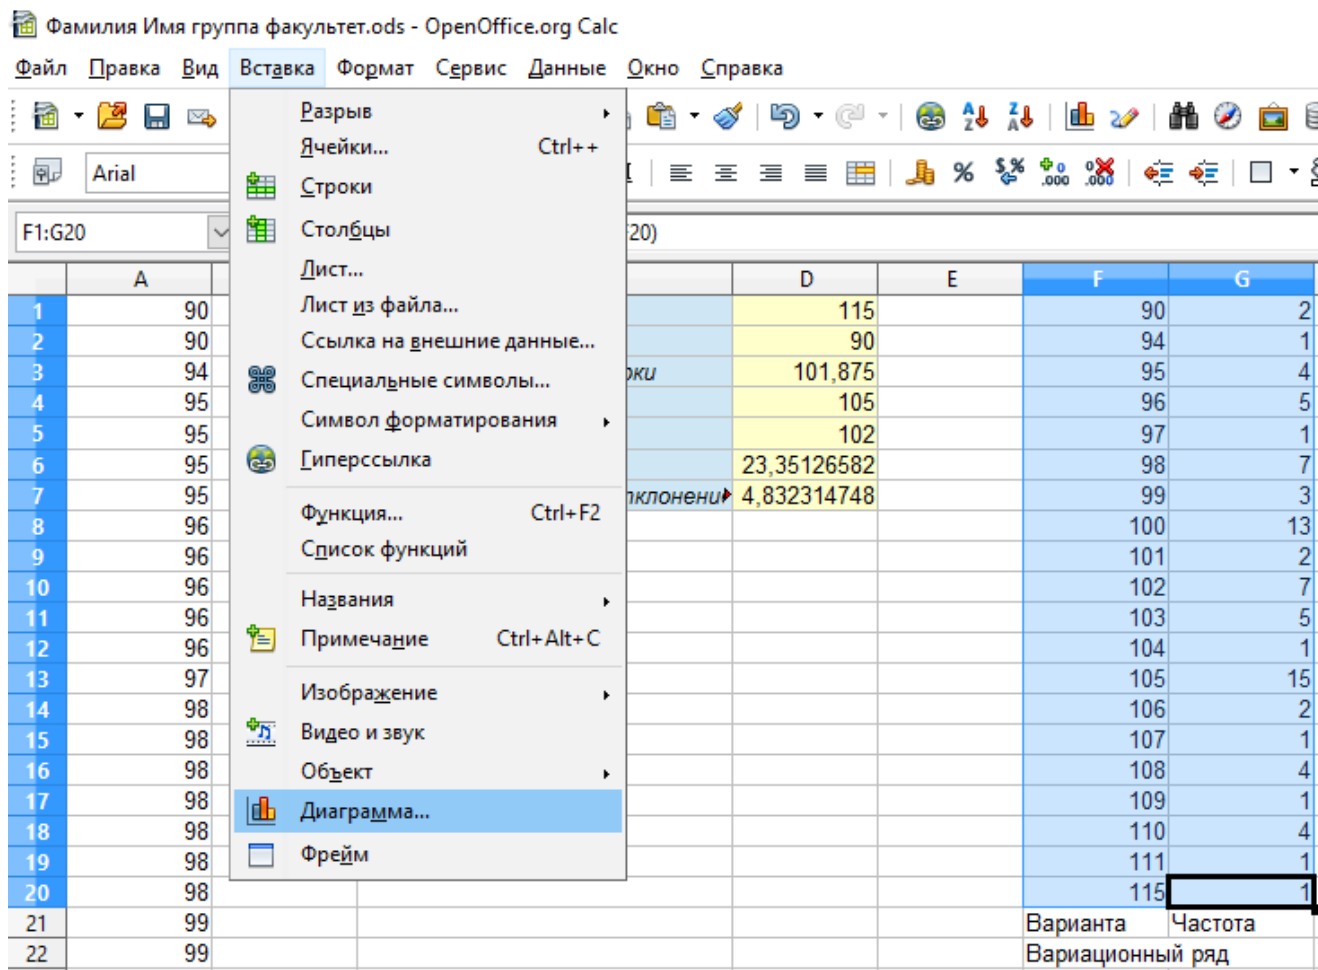 Фамилия Имя группа факультет.ods - OpenOffice.org Calc
Файл Правка Вид Вставка Формат Сервис Данные Окно Справка
Arial
F1:G20
20)
Разрыв
Ячейки... Ctrl++
Строки
Столбцы
Лист...
Лист из файла...
Ссылка на внешние данные...
Специальные символы...
Символ форматирования
Гиперссылка
Функция... Ctrl+F2
Список функций
Названия
Примечание Ctrl+Alt+C
Изображение
Видео и звук
Объект
Диаграмма...
Фрейм
A D E F G
1 90 115 90 2
2 90 90 94 1
3 94 рки 101,875 95 4
4 95 105 96 5
5 95 102 97 1
6 95 23,35126582 98 7
7 95 тклонени 4,832314748 99 3
8 96 100 13
9 96 101 2
10 96 102 7
11 96 103 5
12 96 104 1
13 97 105 15
14 98 106 2
15 98 107 1
16 98 108 4
17 98 109 1
18 98 110 4
19 98 111 1
20 98 115 1
21 99 Варианта Частота
22 99 Вариационный ряд